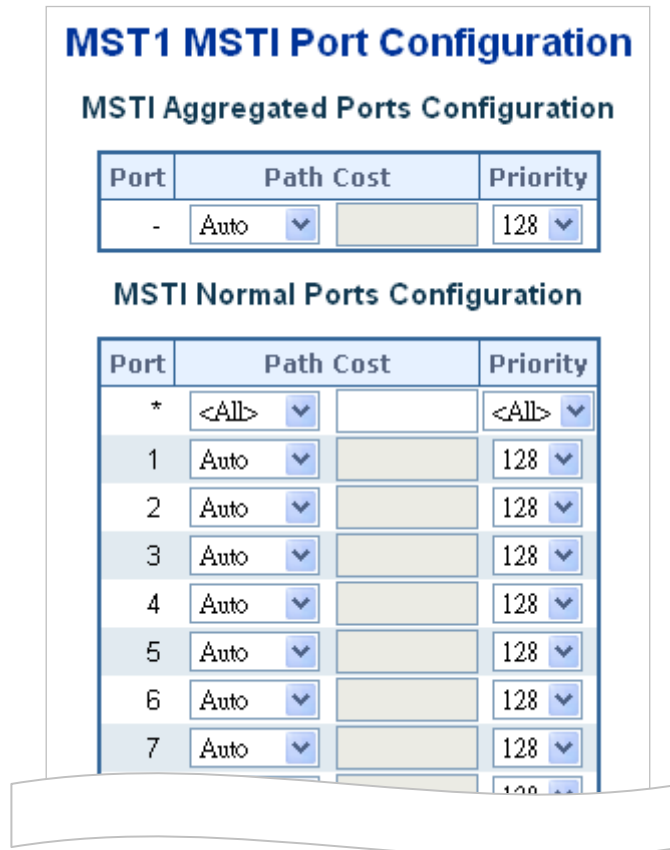 MST1 MSTI Port Configuration
MSTI Aggregated Ports Configuration
Port Path Cost Priority
- Auto 128
MSTI Normal Ports Configuration
Port Path Cost Priority
* <All> <All>
1 Auto 128
2 Auto 128
3 Auto 128
4 Auto 128
5 Auto 128
6 Auto 128
7 Auto 128